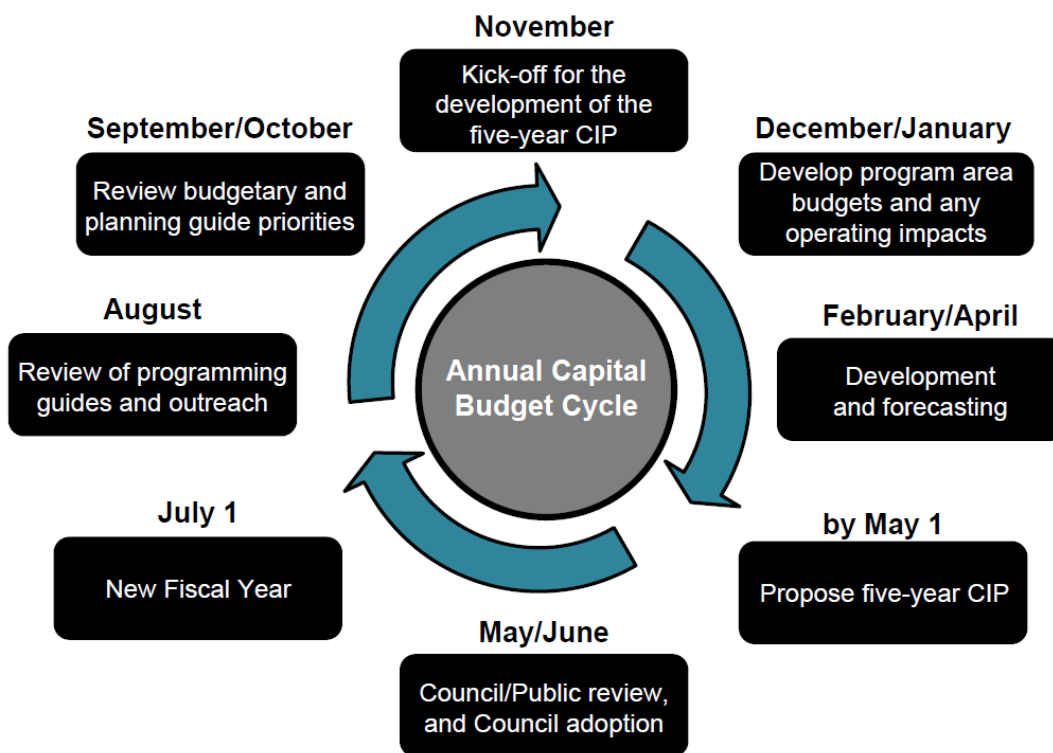 November
Kick-off for the
development of the
five-year CIP
December/January
Develop program area
budgets and any
operating impacts
February/April
Development
and forecasting
by May 1
Propose five-year CIP
May/June
Council/Public review,
and Council adoption
July 1
New Fiscal Year
August
Review of programming
guides and outreach
September/October
Review budgetary and
planning guide priorities
Annual Capital
Budget Cycle